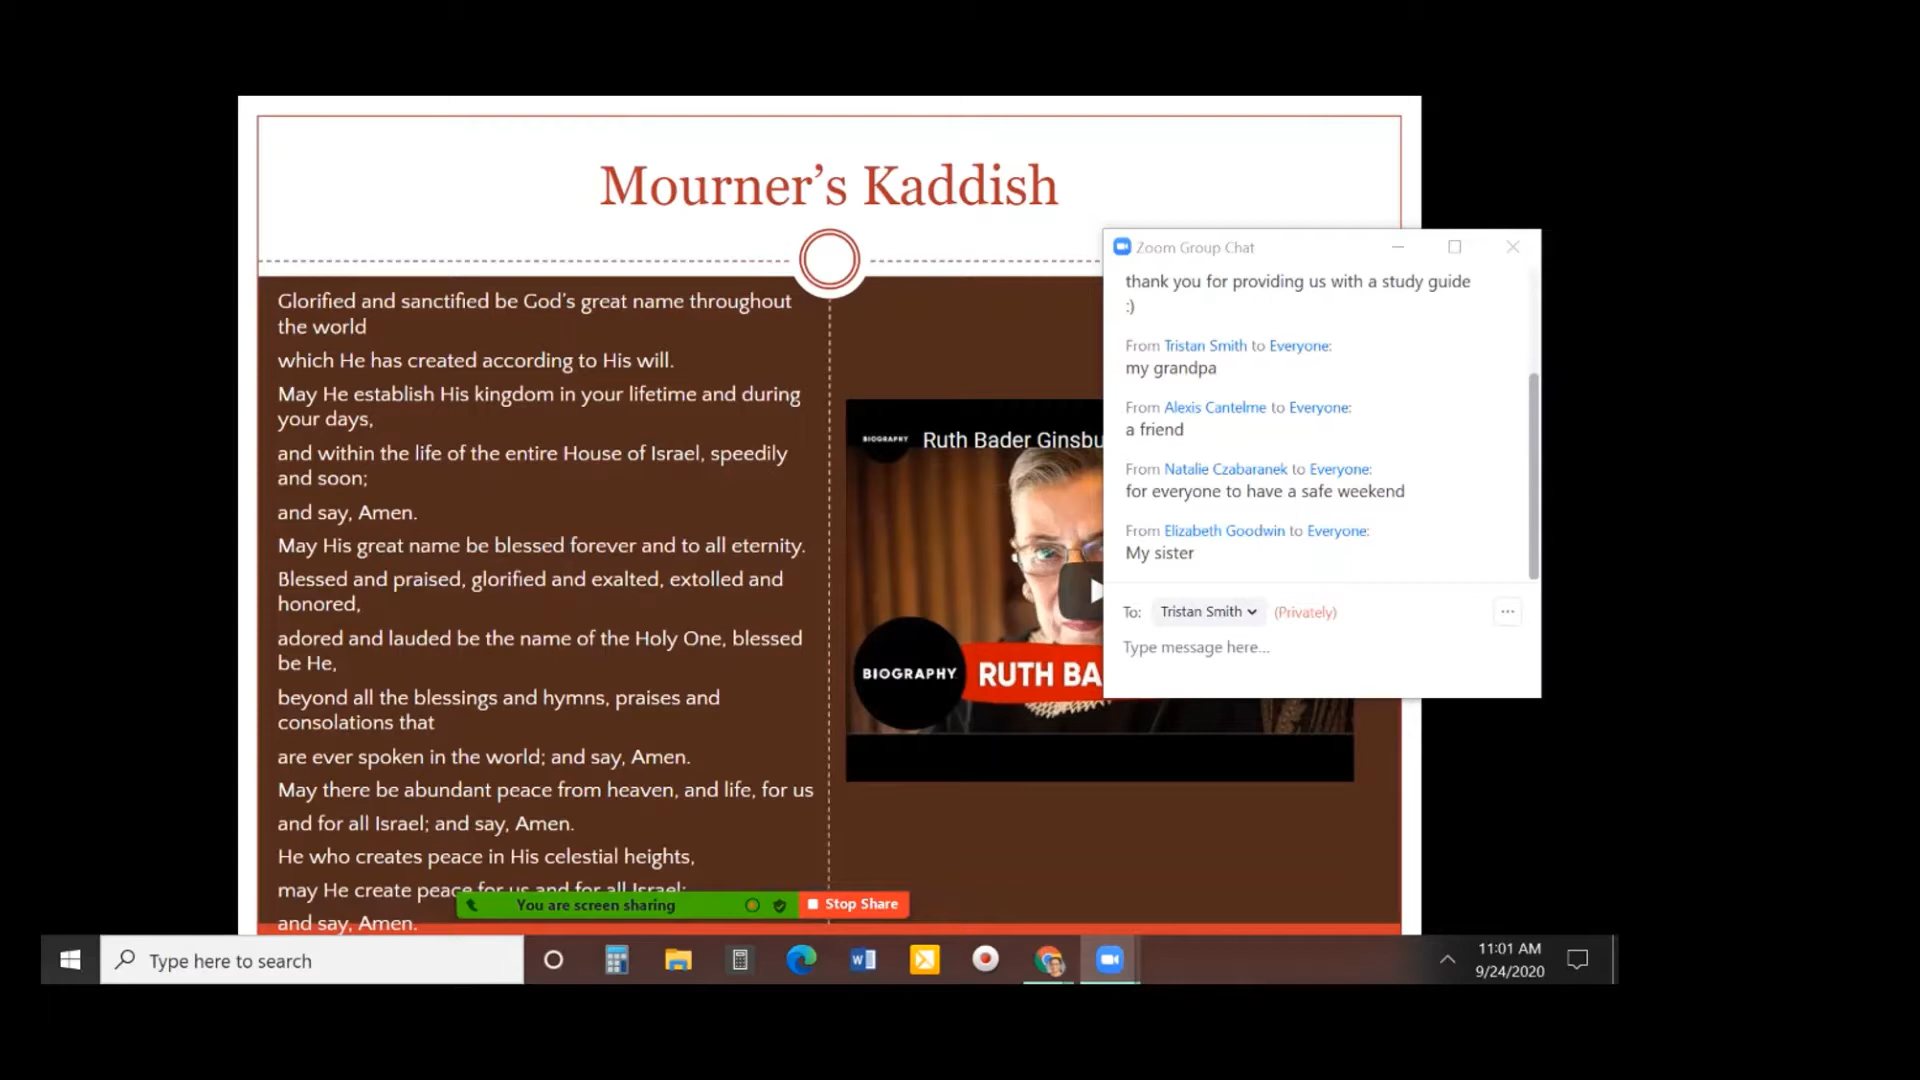 Mourner's Kaddish
Glorified and sanctified be God's great name throughout
the world
which He has created according to His will.
May He establish His kingdom in your lifetime and during
your days,
and within the life of the entire House of Israel, speedily
and soon;
and say, Amen.
May His great name be blessed forever and to all eternity.
Blessed and praised, glorified and exalted, extolled and
honored,
adored and lauded be the name of the Holy One, blessed
be He,
beyond all the blessings and hymns, praises and
consolations that
are ever spoken in the world; and say, Amen.
May there be abundant peace from heaven, and life, for us
and for all Israel; and say, Amen.
He who creates peace in His celestial heights,
may He create peace for us and for all Israel;
and say, Amen.
BIOGRAPHY Ruth Bader Ginsbu
BIOGRAPHY RUTH BA
Zoom Group Chat
thank you for providing us with a study guide
:)
From Tristan Smith to Everyone:
my grandpa
From Alexis Cantelme to Everyone:
a friend
From Natalie Czabaranek to Everyone:
for everyone to have a safe weekend
From Elizabeth Goodwin to Everyone:
My sister
To: Tristan Smith (Privately)
Type message here...
You are screen sharing Stop Share
Type here to search
11:01 AM
9/24/2020